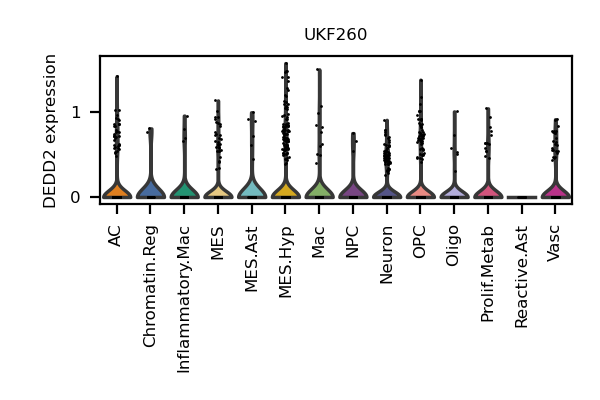 UKF260
DEDD2 expression
1
0
AC
Chromatin.Reg
Inflammatory.Mac
MES
MES.Ast
MES.Hyp
Mac
NPC
Neuron
OPC
Oligo
Prolif.Metab
Reactive.Ast
Vasc